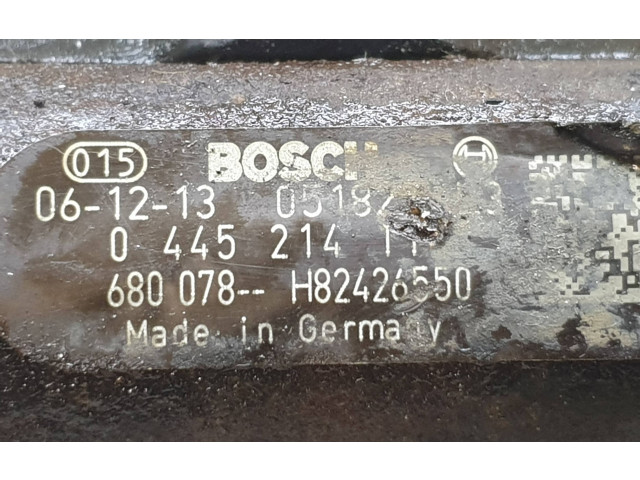 015 BOSCH
06-12-13
0 445 214
680 078-- H82426550
Made in Germany